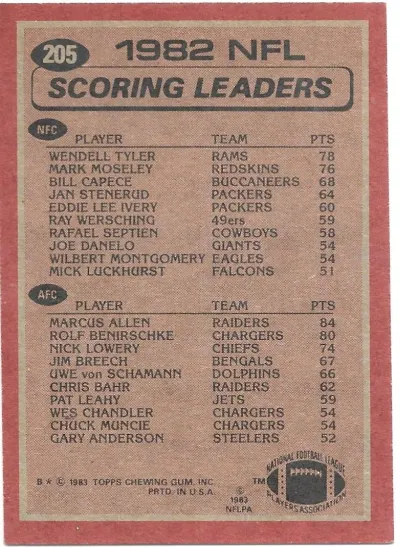 205 1982 NFL
SCORING LEADERS
NFC
PLAYER TEAM PTS
WENDELL TYLER RAMS 78
MARK MOSELEY REDSKINS 76
BILL CAPECE BUCCANEERS 68
JAN STENERUD PACKERS 64
EDDIE LEE IVERY PACKERS 60
RAY WERSCHING 49ers 59
RAFAEL SEPTIEN COWBOYS 58
JOE DANELO GIANTS 54
WILBERT MONTGOMERY EAGLES 54
MICK LUCKHURST FALCONS 51
AFC
PLAYER TEAM PTS
MARCUS ALLEN RAIDERS 84
ROLF BENIRSCHKE CHARGERS 80
NICK LOWERY CHIEFS 74
JIM BREECH BENGALS 67
UWE von SCHAMANN DOLPHINS 66
CHRIS BAHR RAIDERS 62
PAT LEAHY JETS 59
WES CHANDLER CHARGERS 54
CHUCK MUNCIE CHARGERS 54
GARY ANDERSON STEELERS 52
B★ © 1983 TOPPS CHEWING GUM, INC.
PRTD. IN U.S.A.
©
1983
NFLPA
TM
NATIONAL FOOTBALL LEAGUE
PLAYERS ASSOCIATION